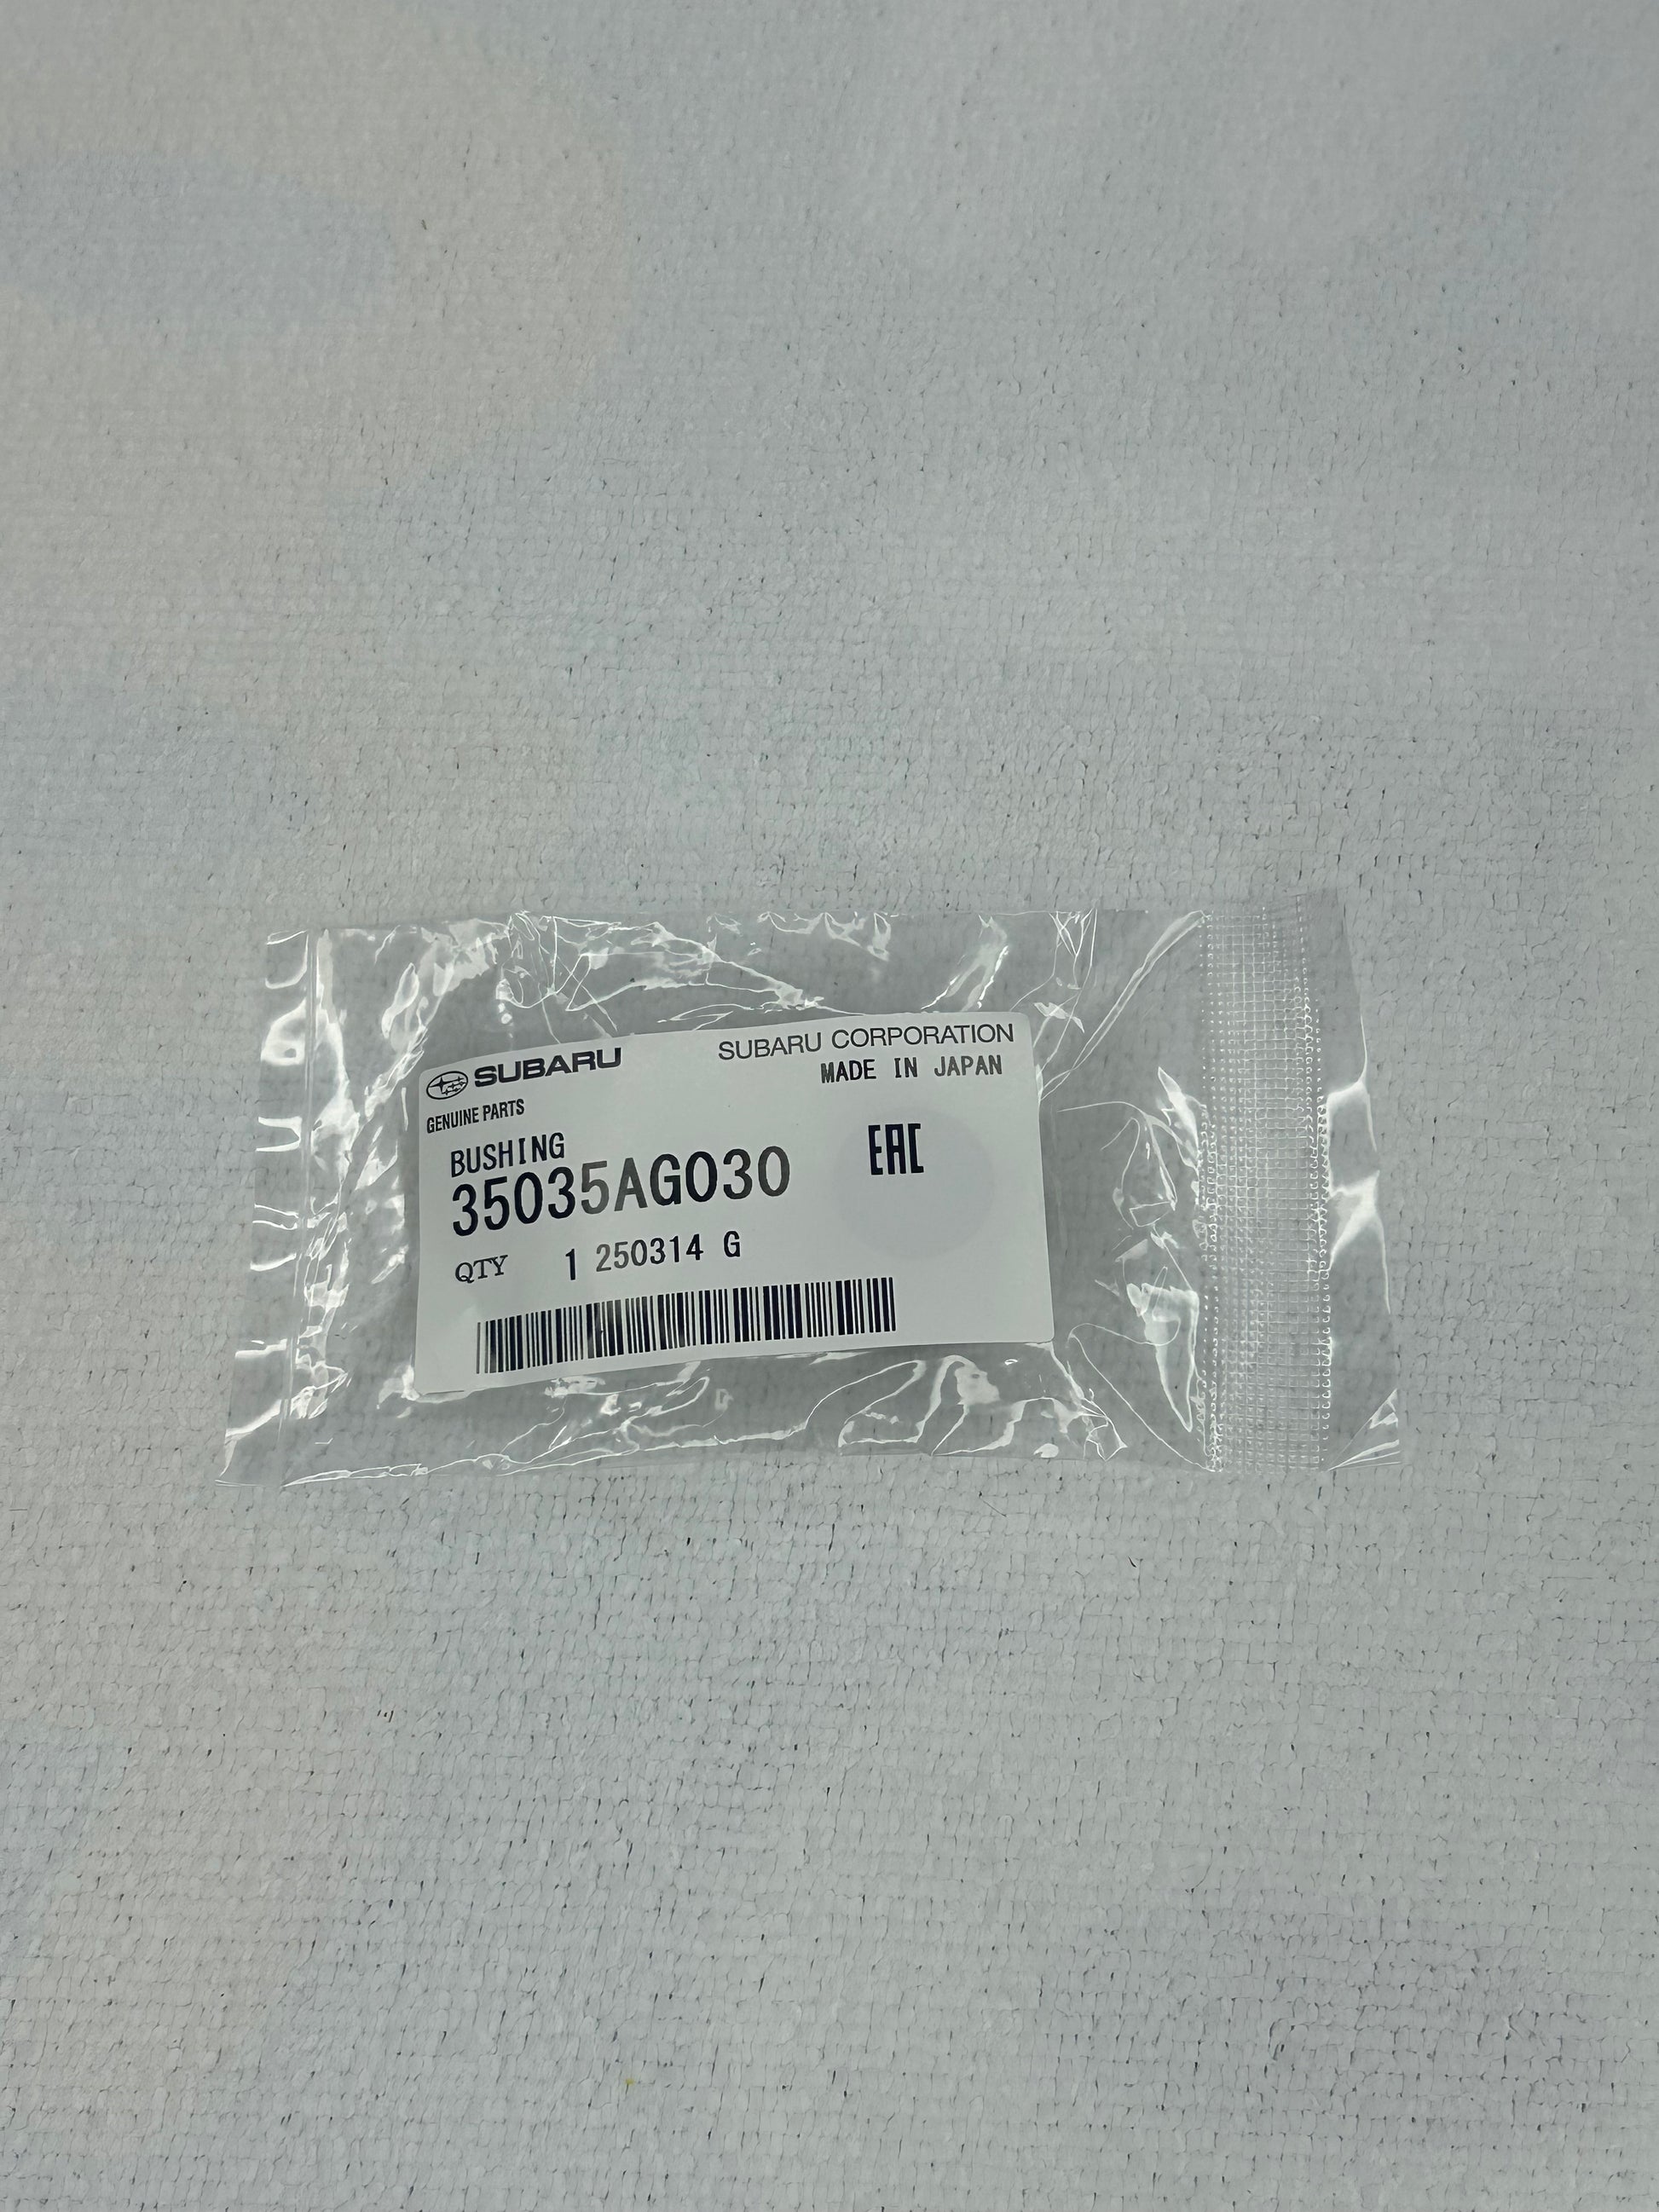 SUBARU
SUBARU CORPORATION
MADE IN JAPAN
GENUINE PARTS
BUSHING
EAC
35035AG030
QTY 1 250314 G